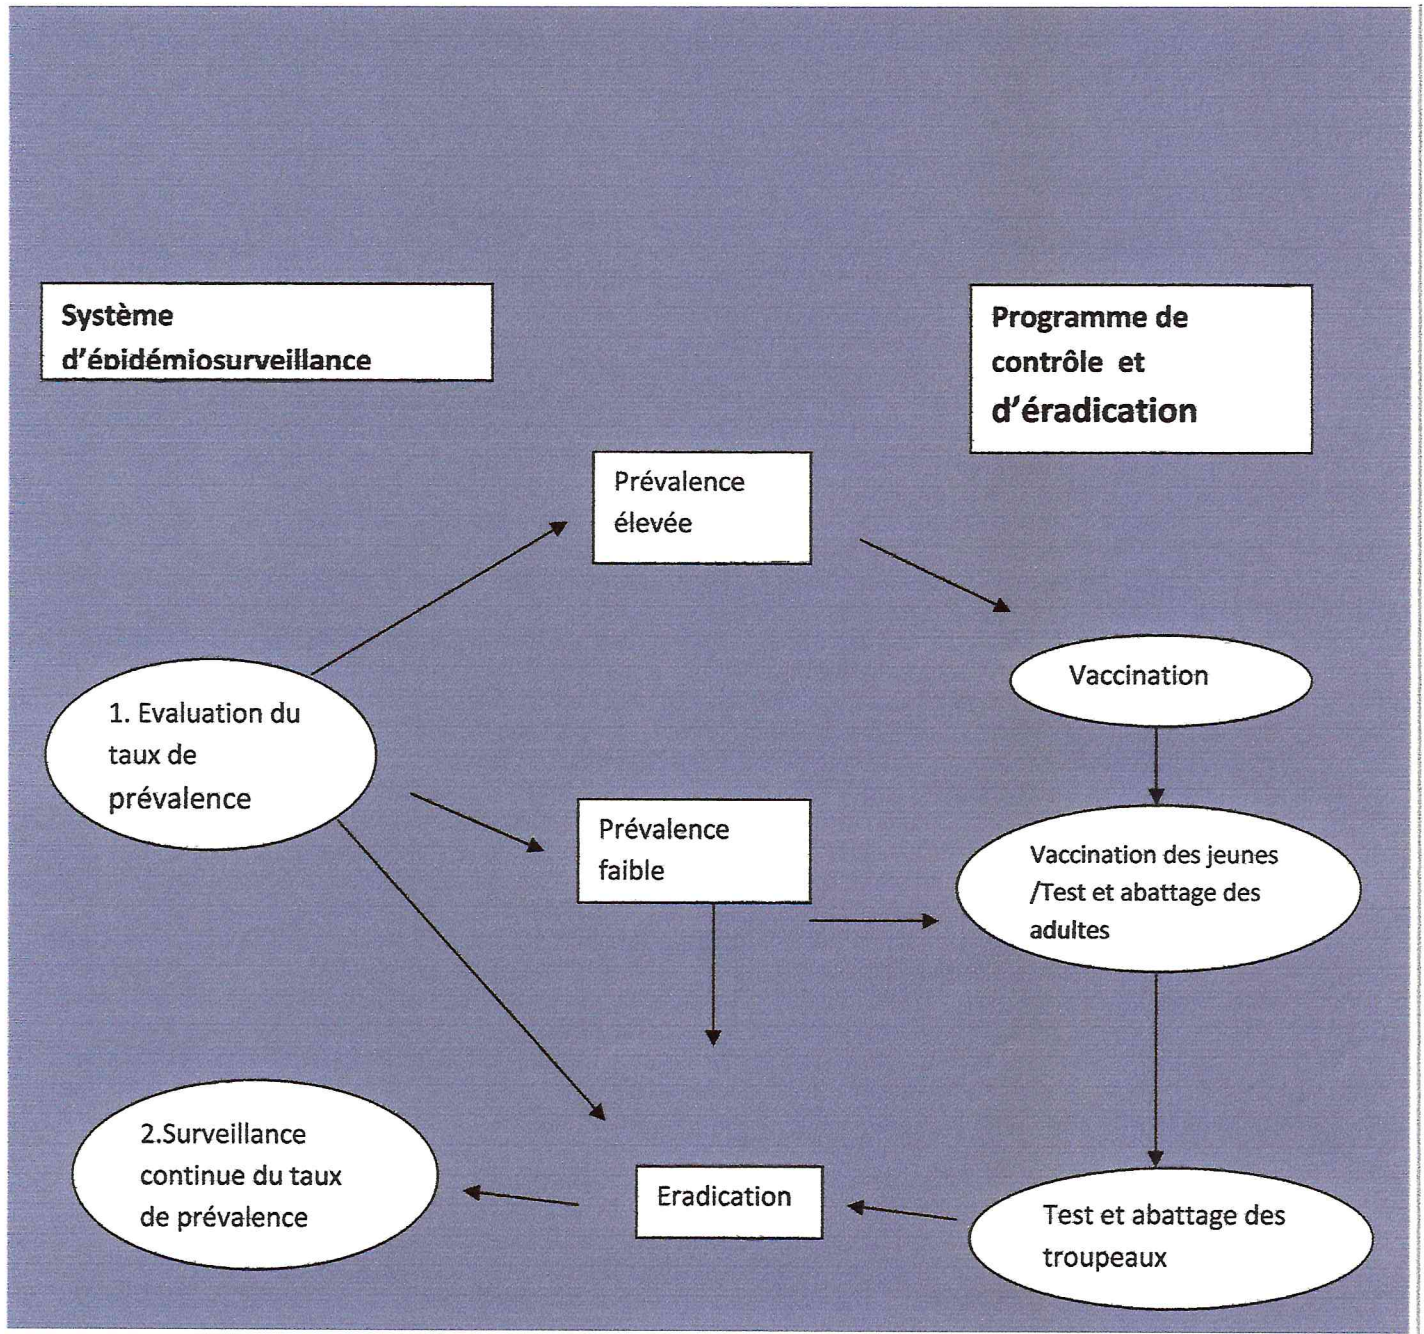 Système
d'épidémiosurveillance
Programme de
contrôle et
d'éradication
Prévalence
élevée
Vaccination
1. Evaluation du
taux de
prévalence
Prévalence
faible
Vaccination des jeunes
/Test et abattage des
adultes
2.Surveillance
continue du taux
de prévalence
Eradication
Test et abattage des
troupeaux